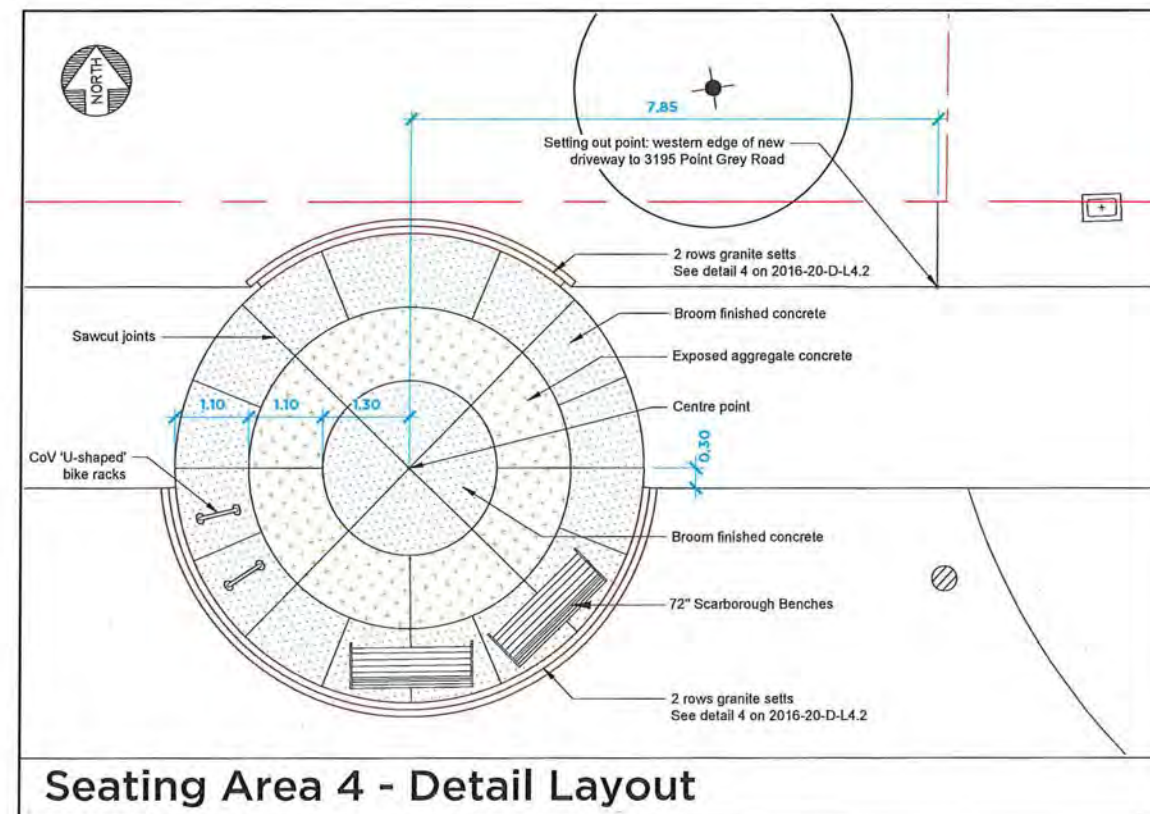 NORTH
7.85
Setting out point: western edge of new
driveway to 3195 Point Grey Road
2 rows granite setts
See detail 4 on 2016-20-D-L4.2
Broom finished concrete
Sawcut joints
Exposed aggregate concrete
1.10
1.10
1.30
Centre point
0.30
CoV 'U-shaped'
bike racks
Broom finished concrete
72" Scarborough Benches
2 rows granite setts
See detail 4 on 2016-20-D-L4.2
Seating Area 4 - Detail Layout